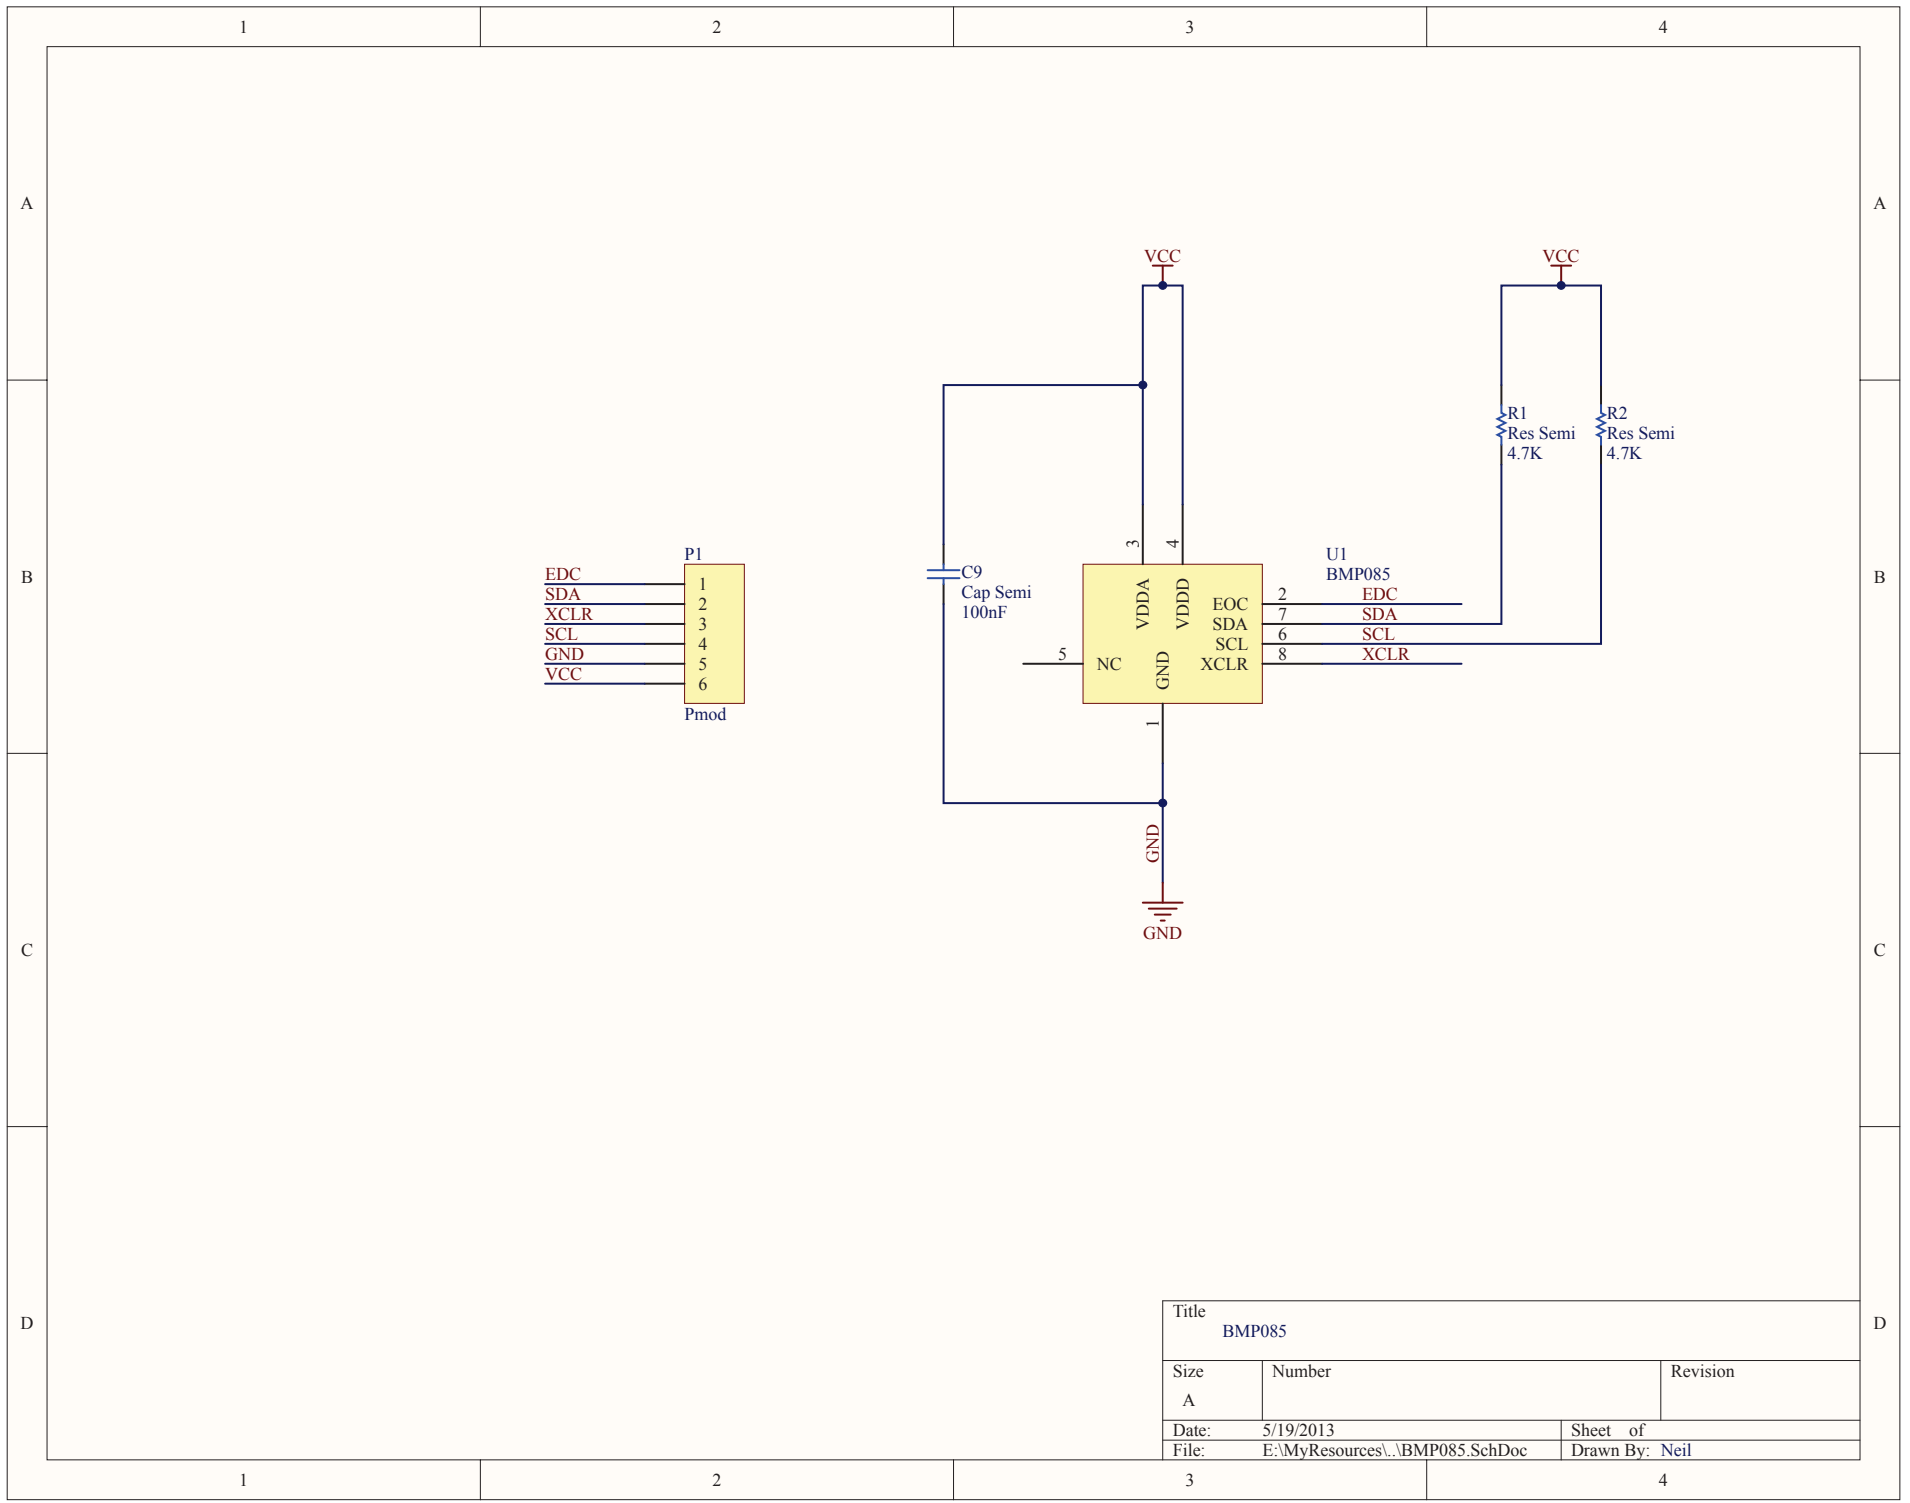 1 2 3 4
A A
VCC VCC
R1 R2
Res Semi Res Semi
4.7K 4.7K
3 4
P1 U1
EDC 1 C9 BMP085
SDA 2 Cap Semi VDDA VDDD EOC 2 EDC
XCLR 3 100nF SDA 7 SDA
SCL 4 SCL 6 SCL
GND 5 5 NC GND XCLR 8 XCLR
VCC 6
B B
Pmod 1
GND
GND
C C
Title
BMP085
D D
Size Number Revision
A
Date: 5/19/2013 Sheet of
File: E:\MyResources\..\BMP085.SchDoc Drawn By: Neil
1 2 3 4